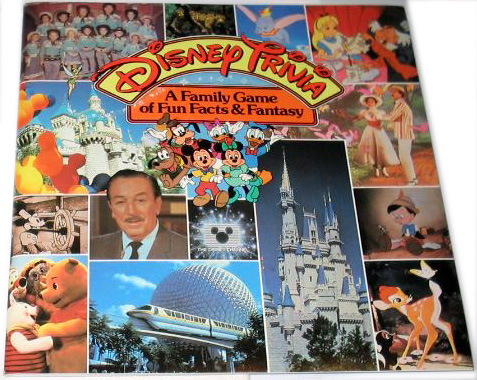 DISNEY TRIVIA
A Family Game
of Fun Facts & Fantasy
THE DISNEY CHANNEL